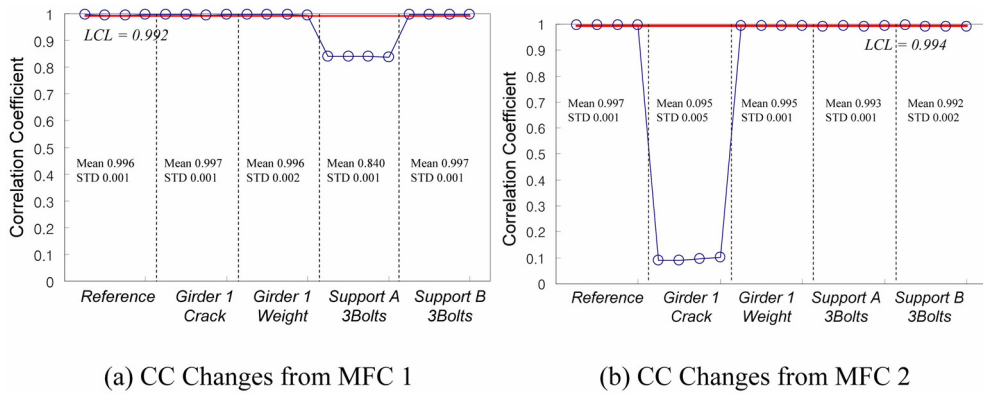 Correlation Coefficient
1
0.9
0.8
0.7
0.6
0.5
0.4
0.3
0.2
0.1
0
LCL = 0.992
Mean 0.996
STD 0.001
Mean 0.997
STD 0.001
Mean 0.996
STD 0.002
Mean 0.840
STD 0.001
Mean 0.997
STD 0.001
Reference
Girder 1
Crack
Girder 1
Weight
Support A
3Bolts
Support B
3Bolts
(a) CC Changes from MFC 1
Correlation Coefficient
1
0.9
0.8
0.7
0.6
0.5
0.4
0.3
0.2
0.1
0
LCL = 0.994
Mean 0.997
STD 0.001
Mean 0.095
STD 0.005
Mean 0.995
STD 0.001
Mean 0.993
STD 0.001
Mean 0.992
STD 0.002
Reference
Girder 1
Crack
Girder 1
Weight
Support A
3Bolts
Support B
3Bolts
(b) CC Changes from MFC 2